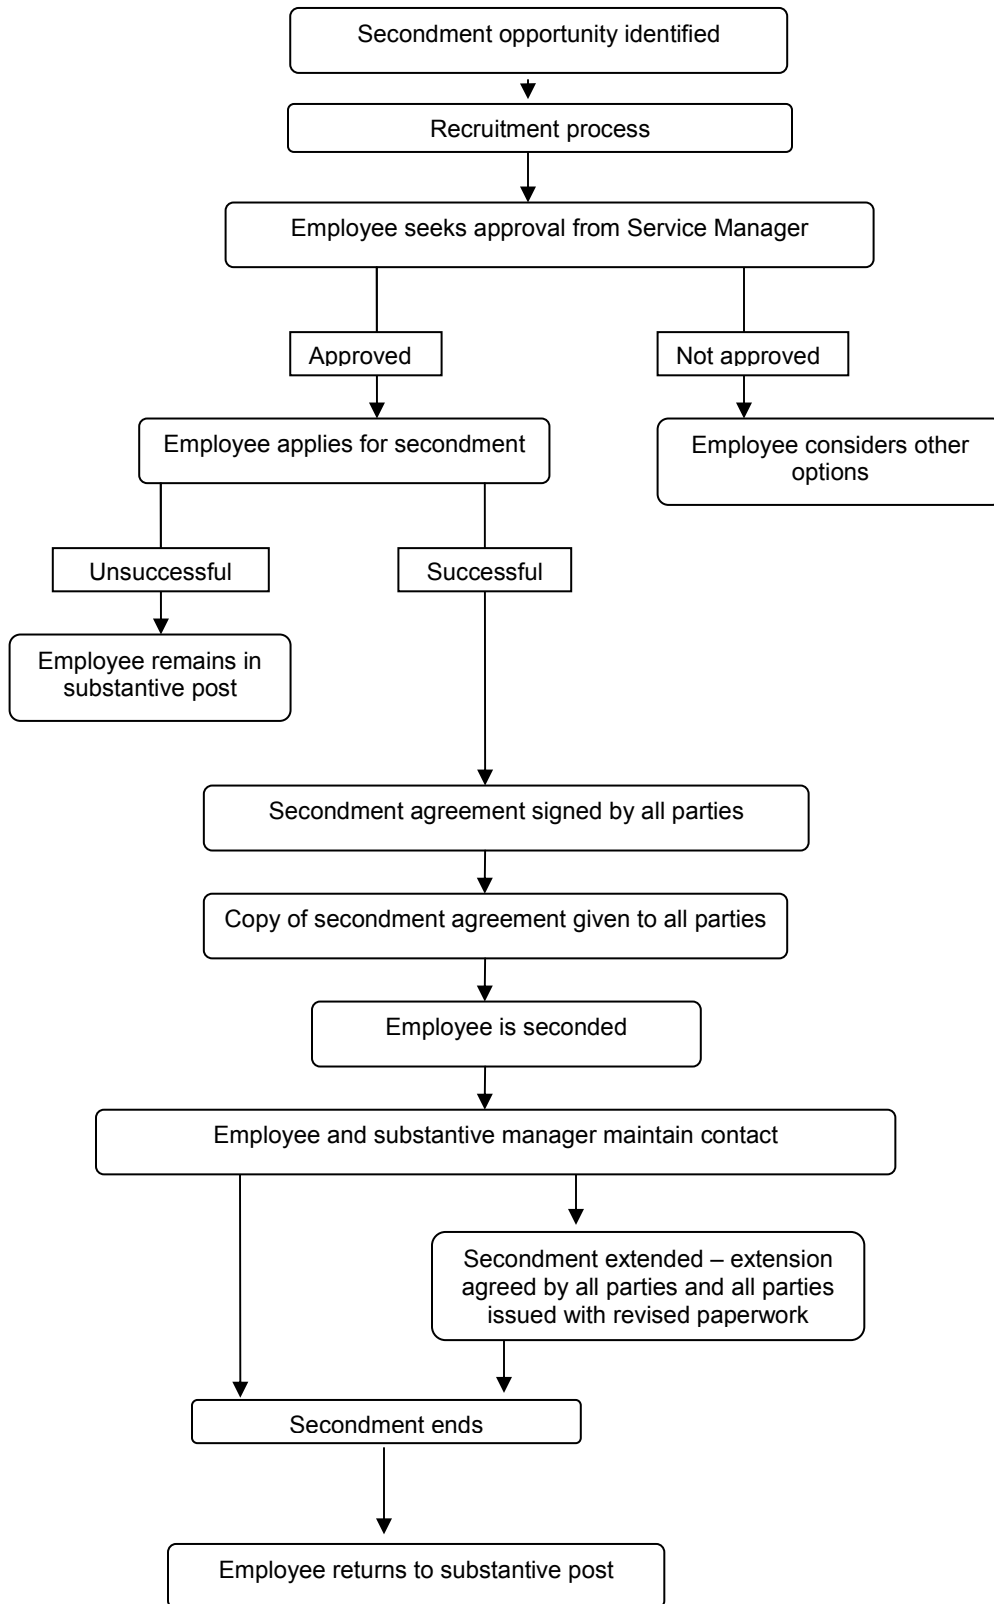 Secondment opportunity identified
Recruitment process
Employee seeks approval from Service Manager
Approved
Not approved
Employee applies for secondment
Employee considers other
options
Unsuccessful
Successful
Employee remains in
substantive post
Secondment agreement signed by all parties
Copy of secondment agreement given to all parties
Employee is seconded
Employee and substantive manager maintain contact
Secondment extended – extension
agreed by all parties and all parties
issued with revised paperwork
Secondment ends
Employee returns to substantive post